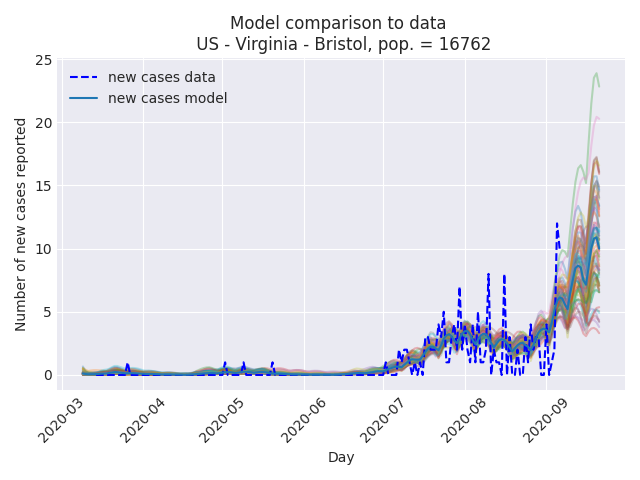 Model comparison to data
US - Virginia - Bristol, pop. = 16762
new cases data
new cases model
Number of new cases reported
25
20
15
10
5
0
2020-03
2020-04
2020-05
2020-06
2020-07
2020-08
2020-09
Day